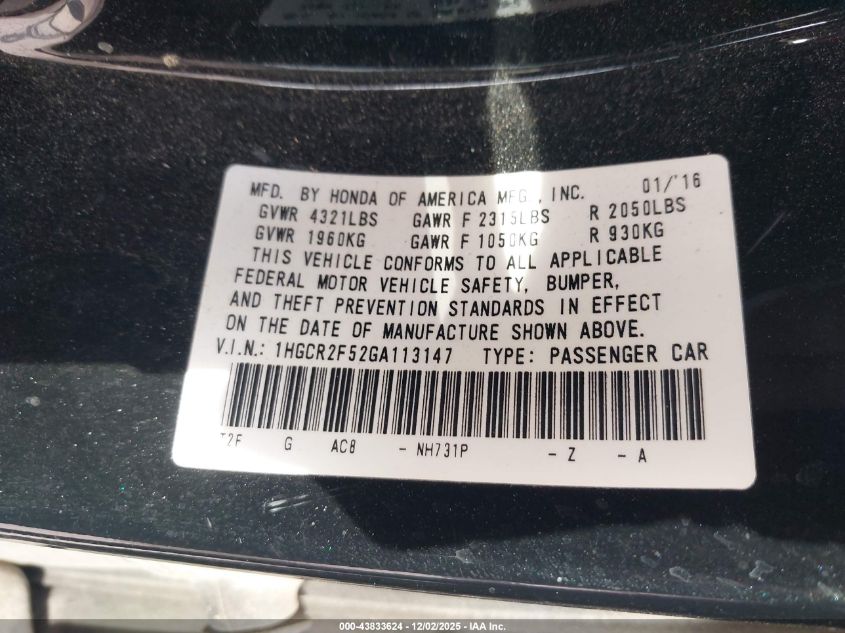 MFD. BY HONDA OF AMERICA MFG., INC. 01/'16
GVWR 4321LBS GAWR F 2315LBS R 2050LBS
GVWR 1960KG GAWR F 1050KG R 930KG
THIS VEHICLE CONFORMS TO ALL APPLICABLE
FEDERAL MOTOR VEHICLE SAFETY, BUMPER,
AND THEFT PREVENTION STANDARDS IN EFFECT
ON THE DATE OF MANUFACTURE SHOWN ABOVE.
V.I.N.: 1HGCR2F52GA113147 TYPE: PASSENGER CAR
T2F G AC8 - NH731P - Z - A
000-43833624 - 12/02/2025 - IAA Inc.